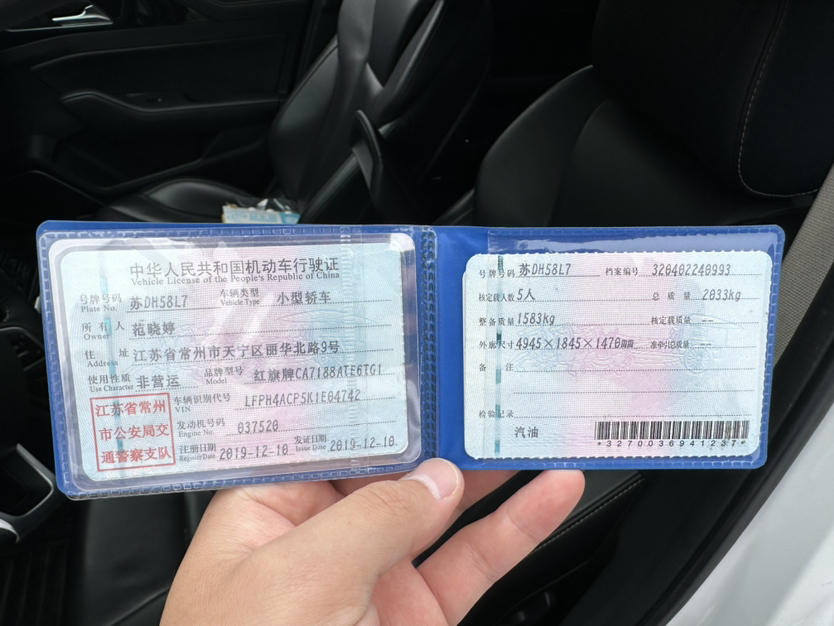 中华人民共和国机动车行驶证
Vehicle License of the People's Republic of China
号牌号码 Plate No. 苏DH58L7 车辆类型 Vehicle Type 小型轿车
所有人 Owner 范晓婷
住址 Address 江苏省常州市天宁区丽华北路9号
使用性质 Use Character 非营运 品牌型号 Model 红旗牌CA7188ATE6TG1
江苏省常州市公安局交通警察支队
车辆识别代号 VIN LFPH4ACP5K1E04742
发动机号码 Engine No. 037520
注册日期 Register Date 2019-12-10 发证日期 Issue Date 2019-12-10
号牌号码 苏DH58L7 档案编号 320402240993
核定载人数 5人 总质量 2033kg
整备质量 1583kg 核定载质量 --
外廓尺寸 4945×1845×1470mm 准牵引总质量 --
备注
检验记录
汽油
*3270036941237*